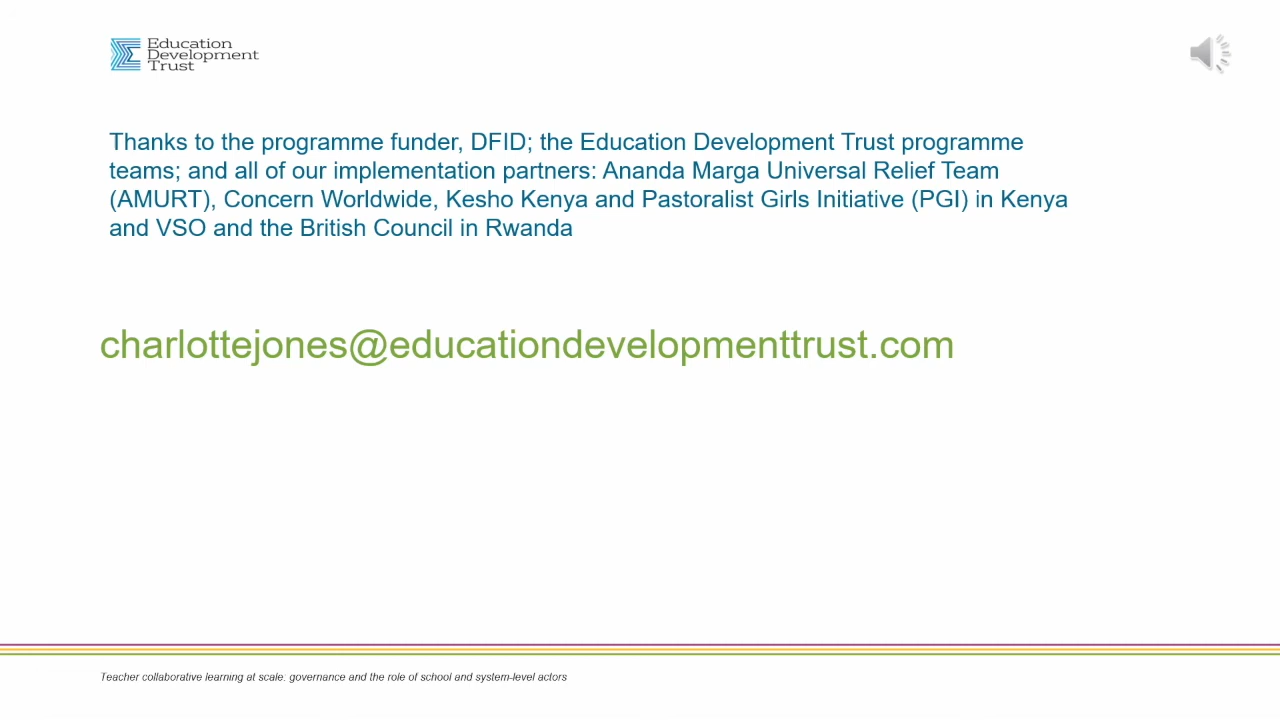 Education
Development
Trust
Thanks to the programme funder, DFID; the Education Development Trust programme
teams; and all of our implementation partners: Ananda Marga Universal Relief Team
(AMURT), Concern Worldwide, Kesho Kenya and Pastoralist Girls Initiative (PGI) in Kenya
and VSO and the British Council in Rwanda
charlottejones@educationdevelopmenttrust.com
Teacher collaborative learning at scale: governance and the role of school and system-level actors